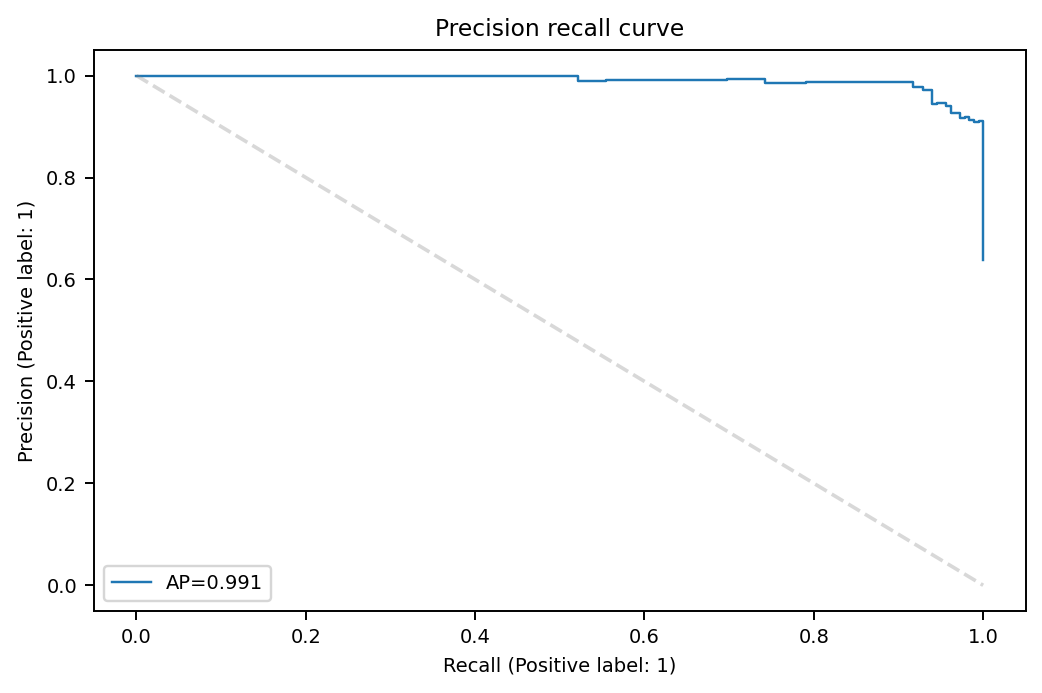 Precision recall curve
Precision (Positive label: 1)
1.0
0.8
0.6
0.4
0.2
0.0
AP=0.991
0.0 0.2 0.4 0.6 0.8 1.0
Recall (Positive label: 1)